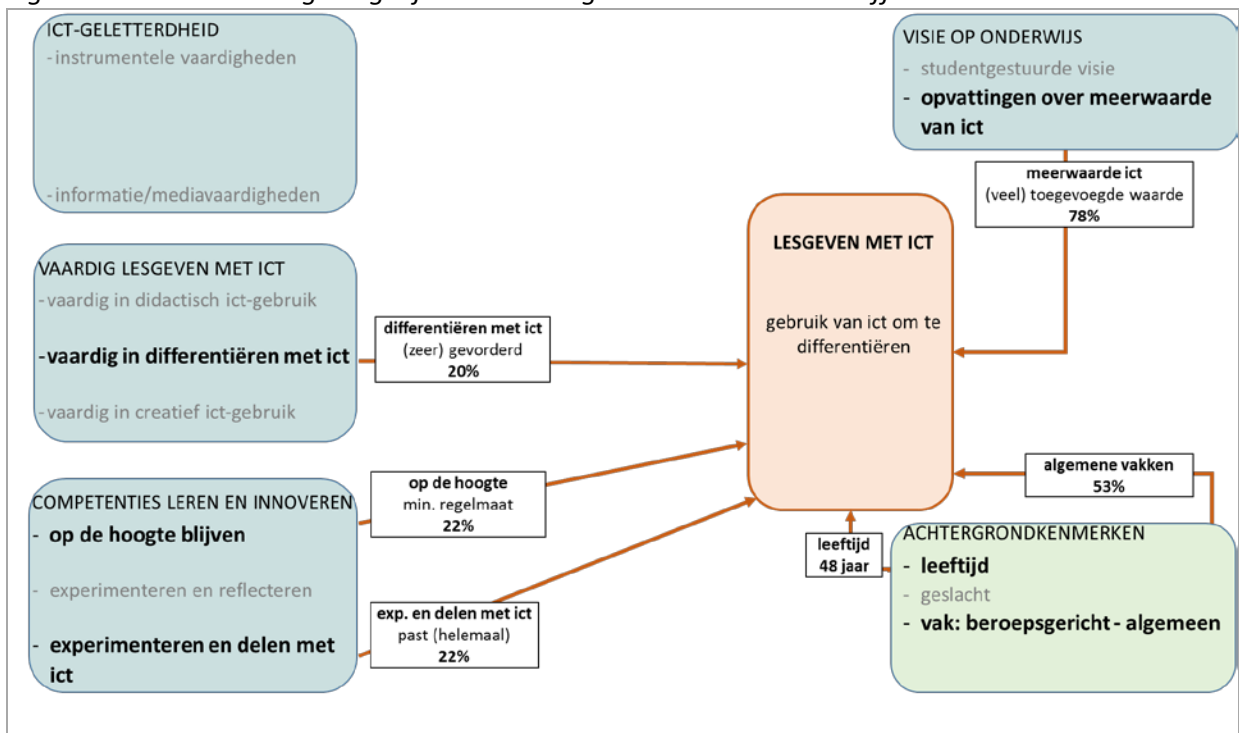 ICT-GELETTERDHEID
-instrumentele vaardigheden
-informatie/mediavaardigheden
VISIE OP ONDERWIJS
- studentgestuurde visie
- opvattingen over meerwaarde
van ict
meerwaarde ict
(veel) toegevoegde waarde
78%
LESGEVEN MET ICT
gebruik van ict om te
differentiëren
VAARDIG LESGEVEN MET ICT
-vaardig in didactisch ict-gebruik
-vaardig in differentiëren met ict
-vaardig in creatief ict-gebruik
differentiëren met ict
(zeer) gevorderd
20%
COMPETENTIES LEREN EN INNOVEREN
- op de hoogte blijven
- experimenteren en reflecteren
- experimenteren en delen met
ict
op de hoogte
min. regelmaat
22%
exp. en delen met ict
past (helemaal)
22%
algemene vakken
53%
leeftijd
48 jaar
ACHTERGRONDKENMERKEN
- leeftijd
- geslacht
- vak: beroepsgericht - algemeen